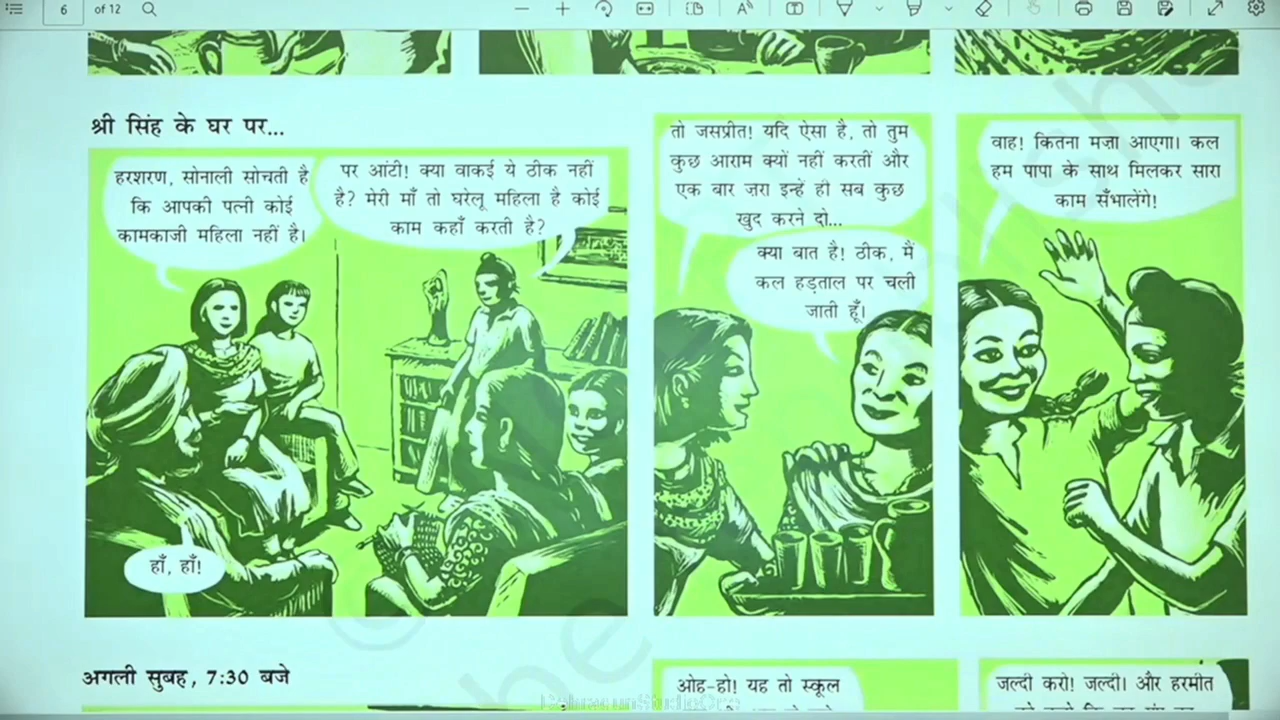 6
of 12
श्री सिंह के घर पर...
हरशरण, सोनाली सोचती है
कि आपकी पत्नी कोई
कामकाजी महिला नहीं है।
पर आंटी! क्या वाकई ये ठीक नहीं
है? मेरी माँ तो घरेलू महिला है कोई
काम कहाँ करती है?
हाँ, हाँ!
तो जसप्रीत! यदि ऐसा है, तो तुम
कुछ आराम क्यों नहीं करतीं और
एक बार ज़रा इन्हें ही सब कुछ
खुद करने दो...
क्या बात है! ठीक, मैं
कल हड़ताल पर चली
जाती हूँ।
वाह! कितना मज़ा आएगा। कल
हम पापा के साथ मिलकर सारा
काम सँभालेंगे!
अगली सुबह, 7:30 बजे
ओह-हो! यह तो स्कूल
जल्दी करो! जल्दी। और हरमीत